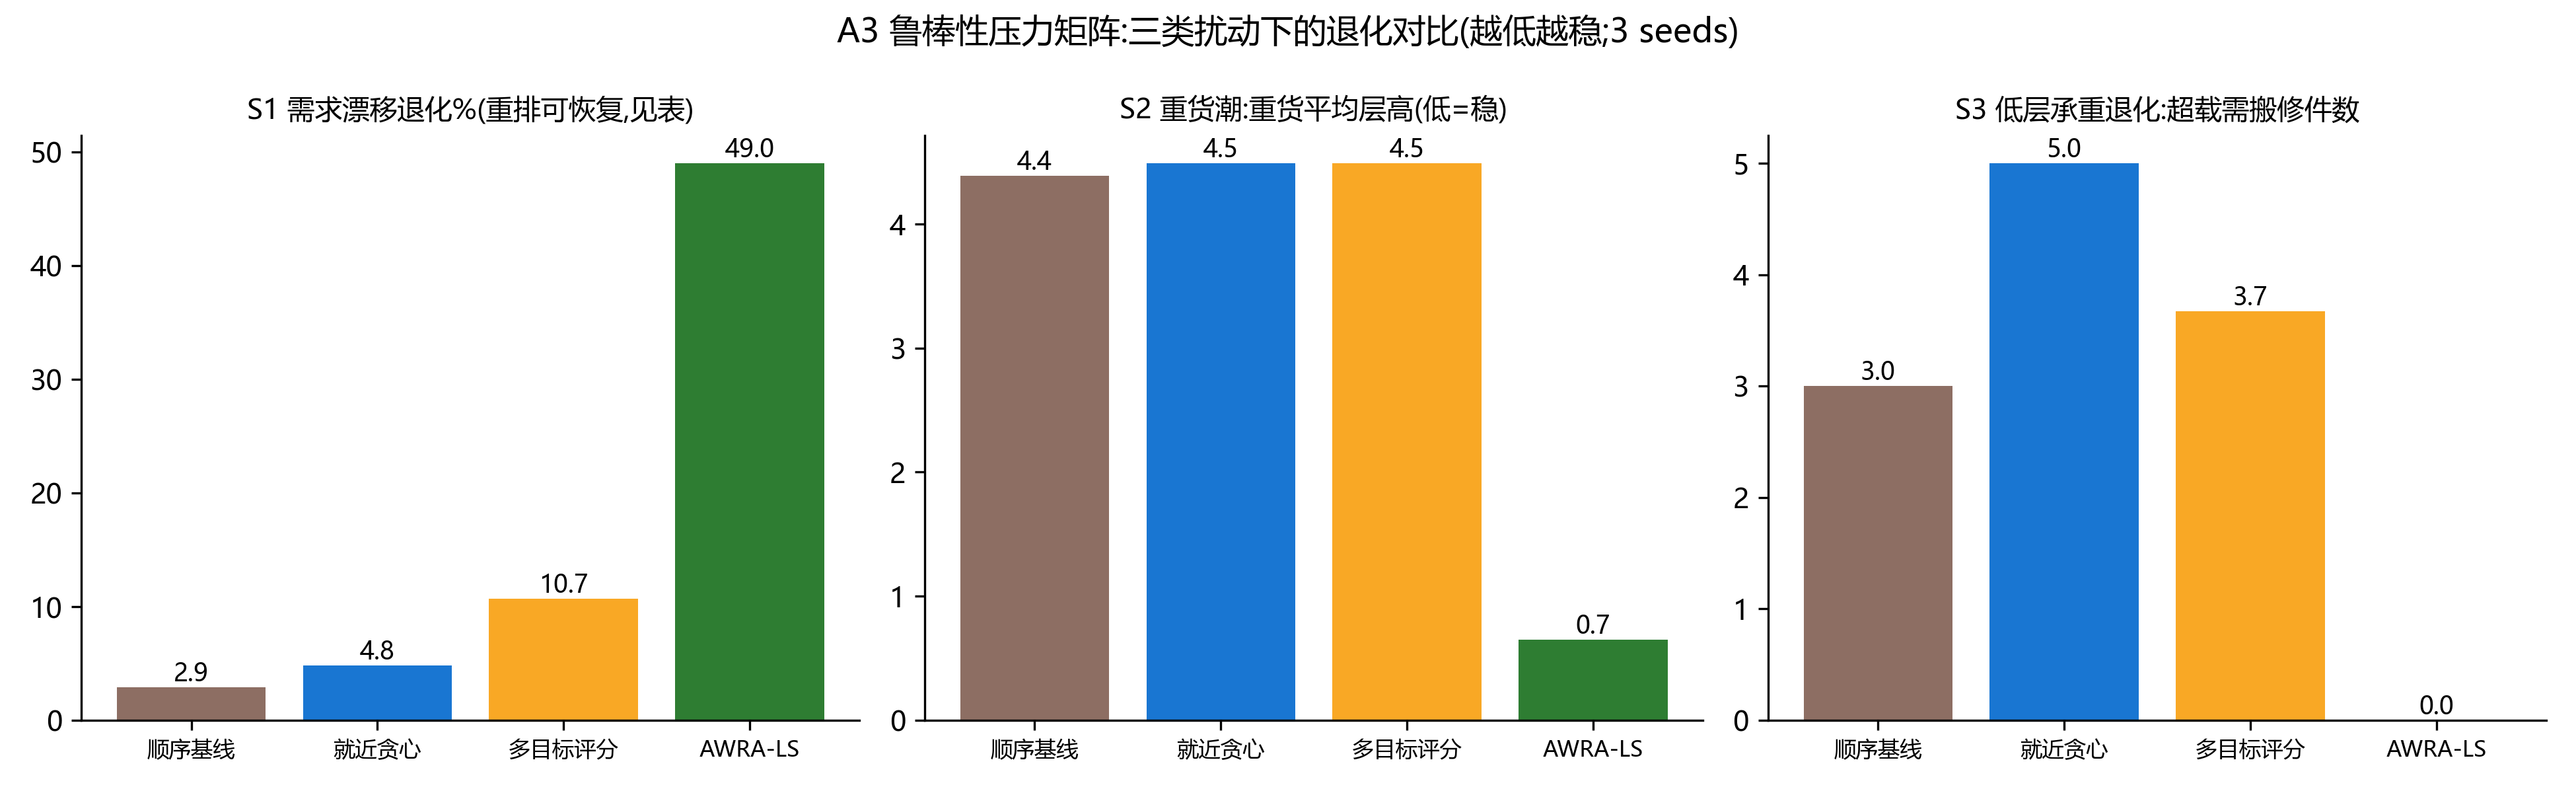 A3 鲁棒性压力矩阵:三类扰动下的退化对比(越低越稳;3 seeds)
S1 需求漂移退化%(重排可恢复,见表)
50
40
30
20
10
0
2.9
4.8
10.7
49.0
顺序基线
就近贪心
多目标评分
AWRA-LS
S2 重货潮:重货平均层高(低=稳)
4
3
2
1
0
4.4
4.5
4.5
0.7
顺序基线
就近贪心
多目标评分
AWRA-LS
S3 低层承重退化:超载需搬修件数
5
4
3
2
1
0
3.0
5.0
3.7
0.0
顺序基线
就近贪心
多目标评分
AWRA-LS